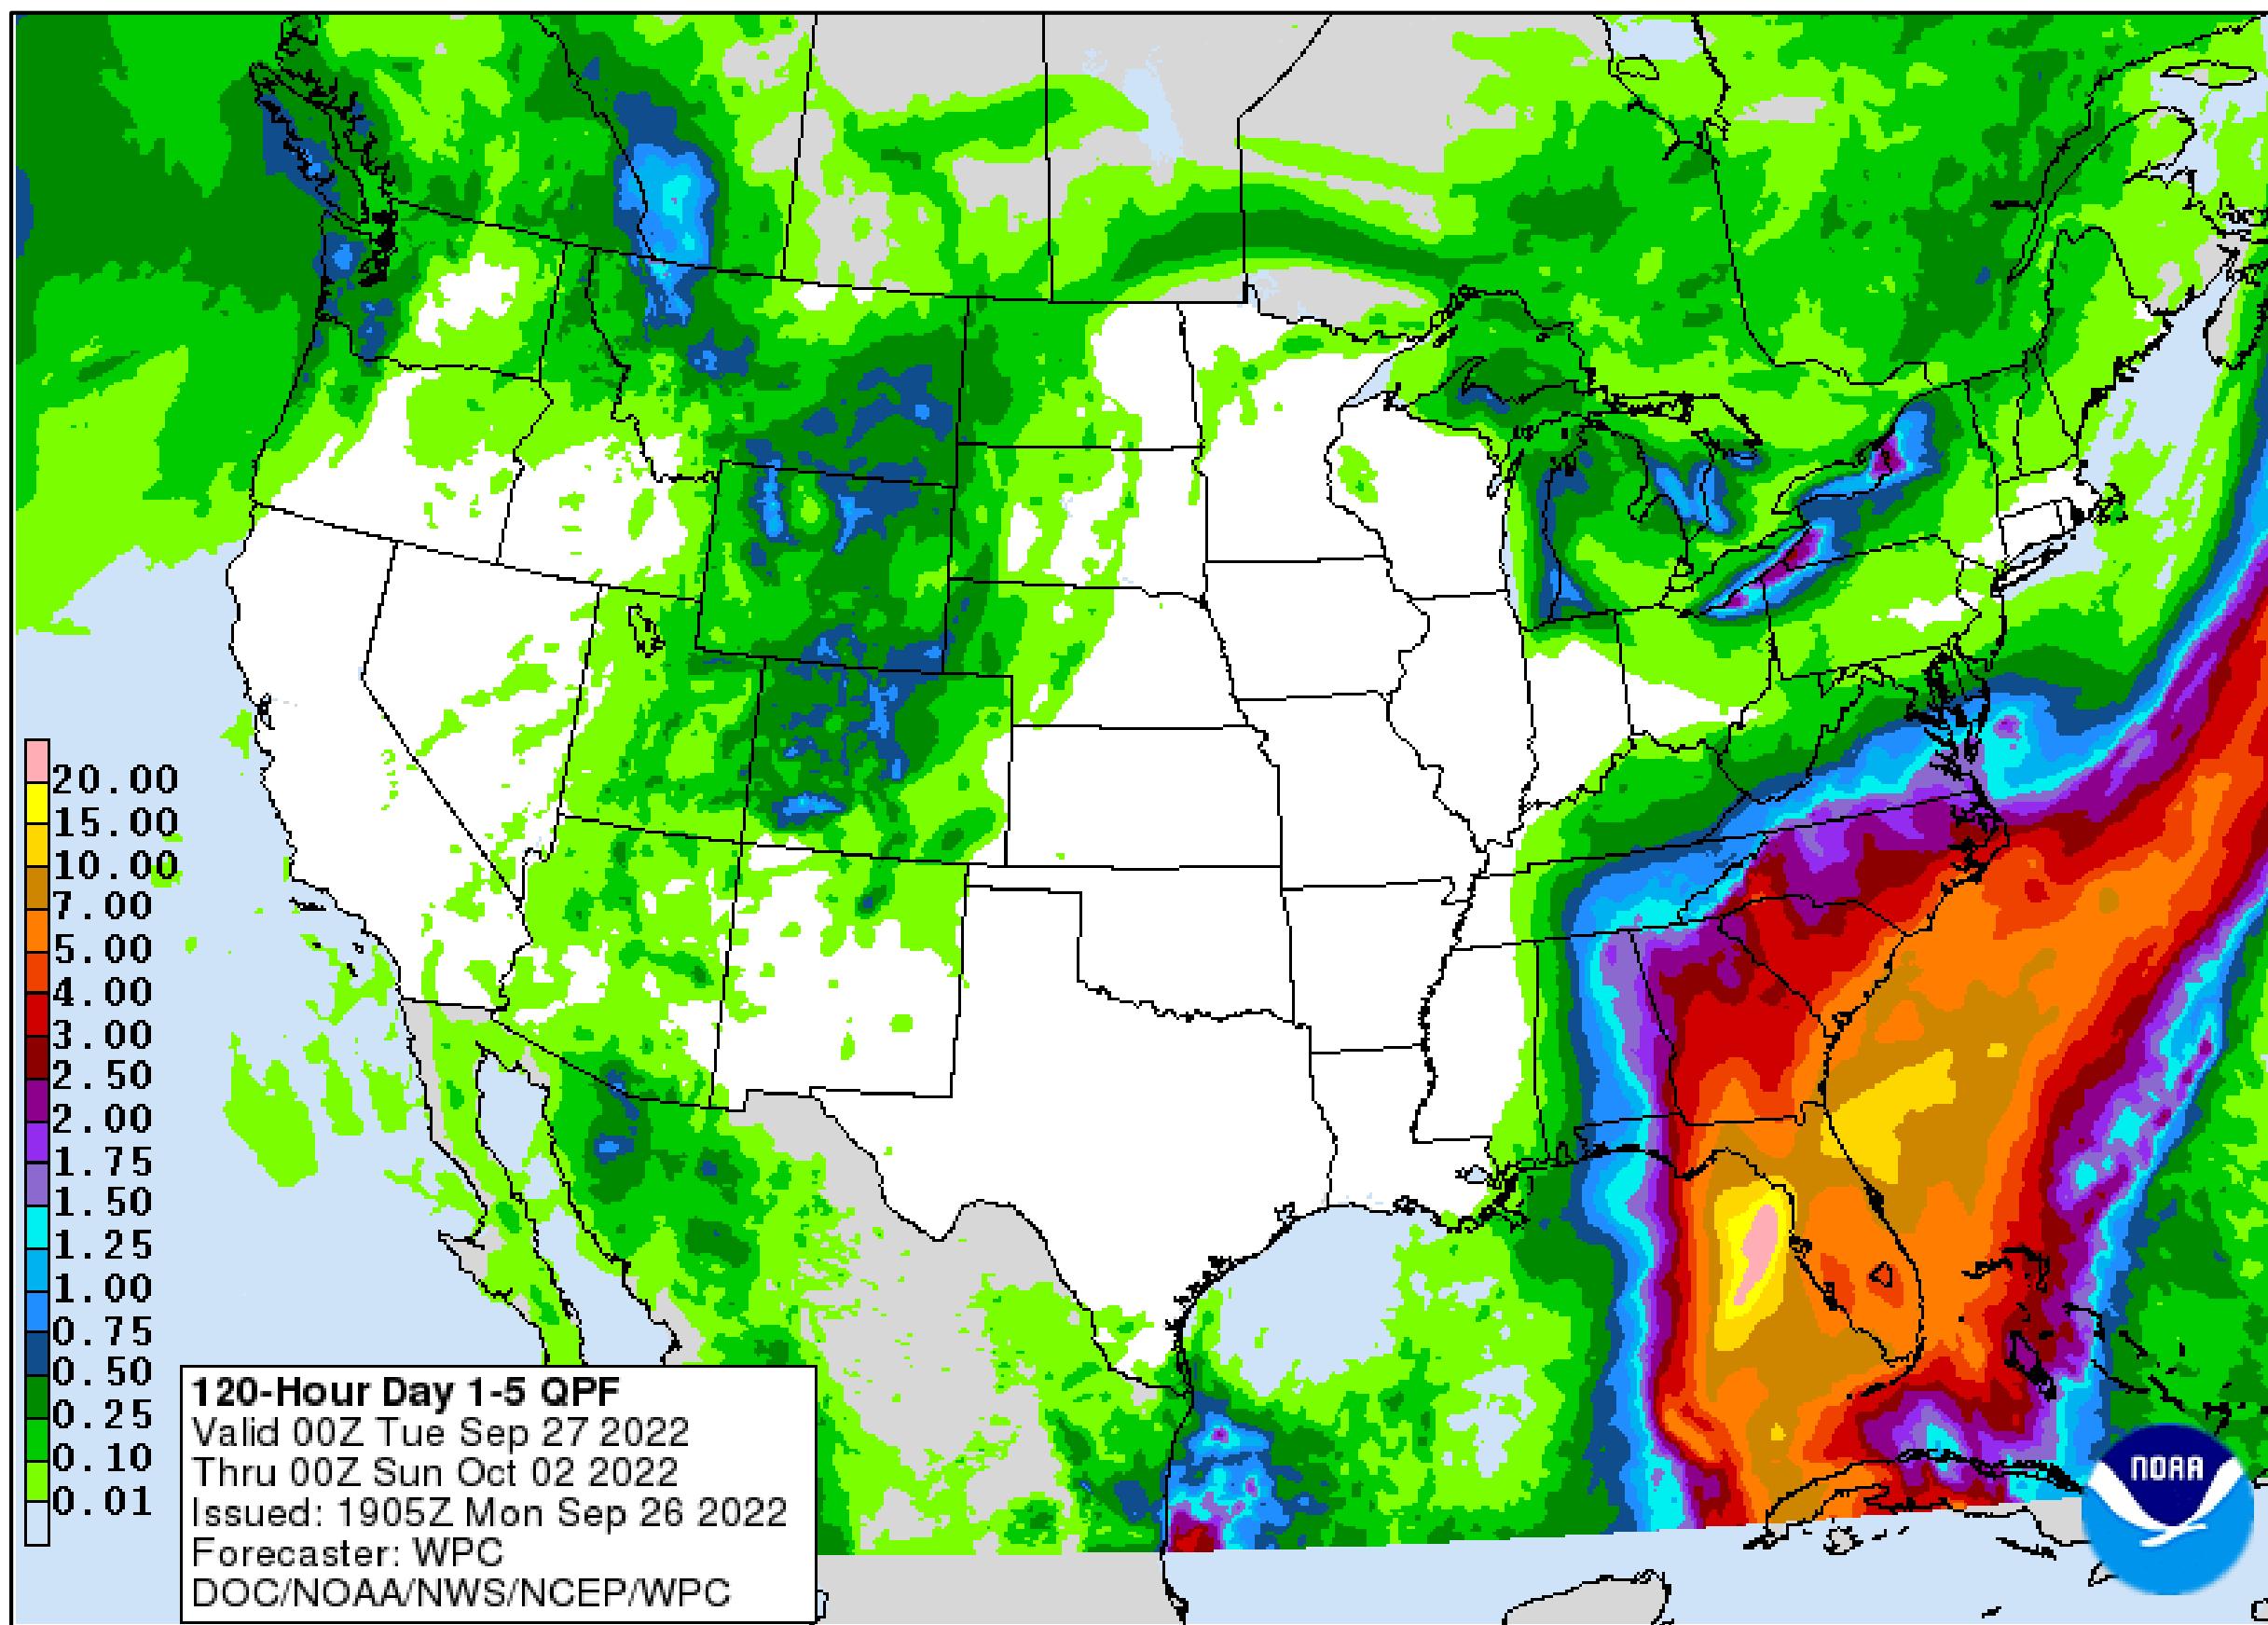 20.00
15.00
10.00
7.00
5.00
4.00
3.00
2.50
2.00
1.75
1.50
1.25
1.00
0.75
0.50
0.25
0.10
0.01
120-Hour Day 1-5 QPF
Valid 00Z Tue Sep 27 2022
Thru 00Z Sun Oct 02 2022
Issued: 1905Z Mon Sep 26 2022
Forecaster: WPC
DOC/NOAA/NWS/NCEP/WPC
NOAA